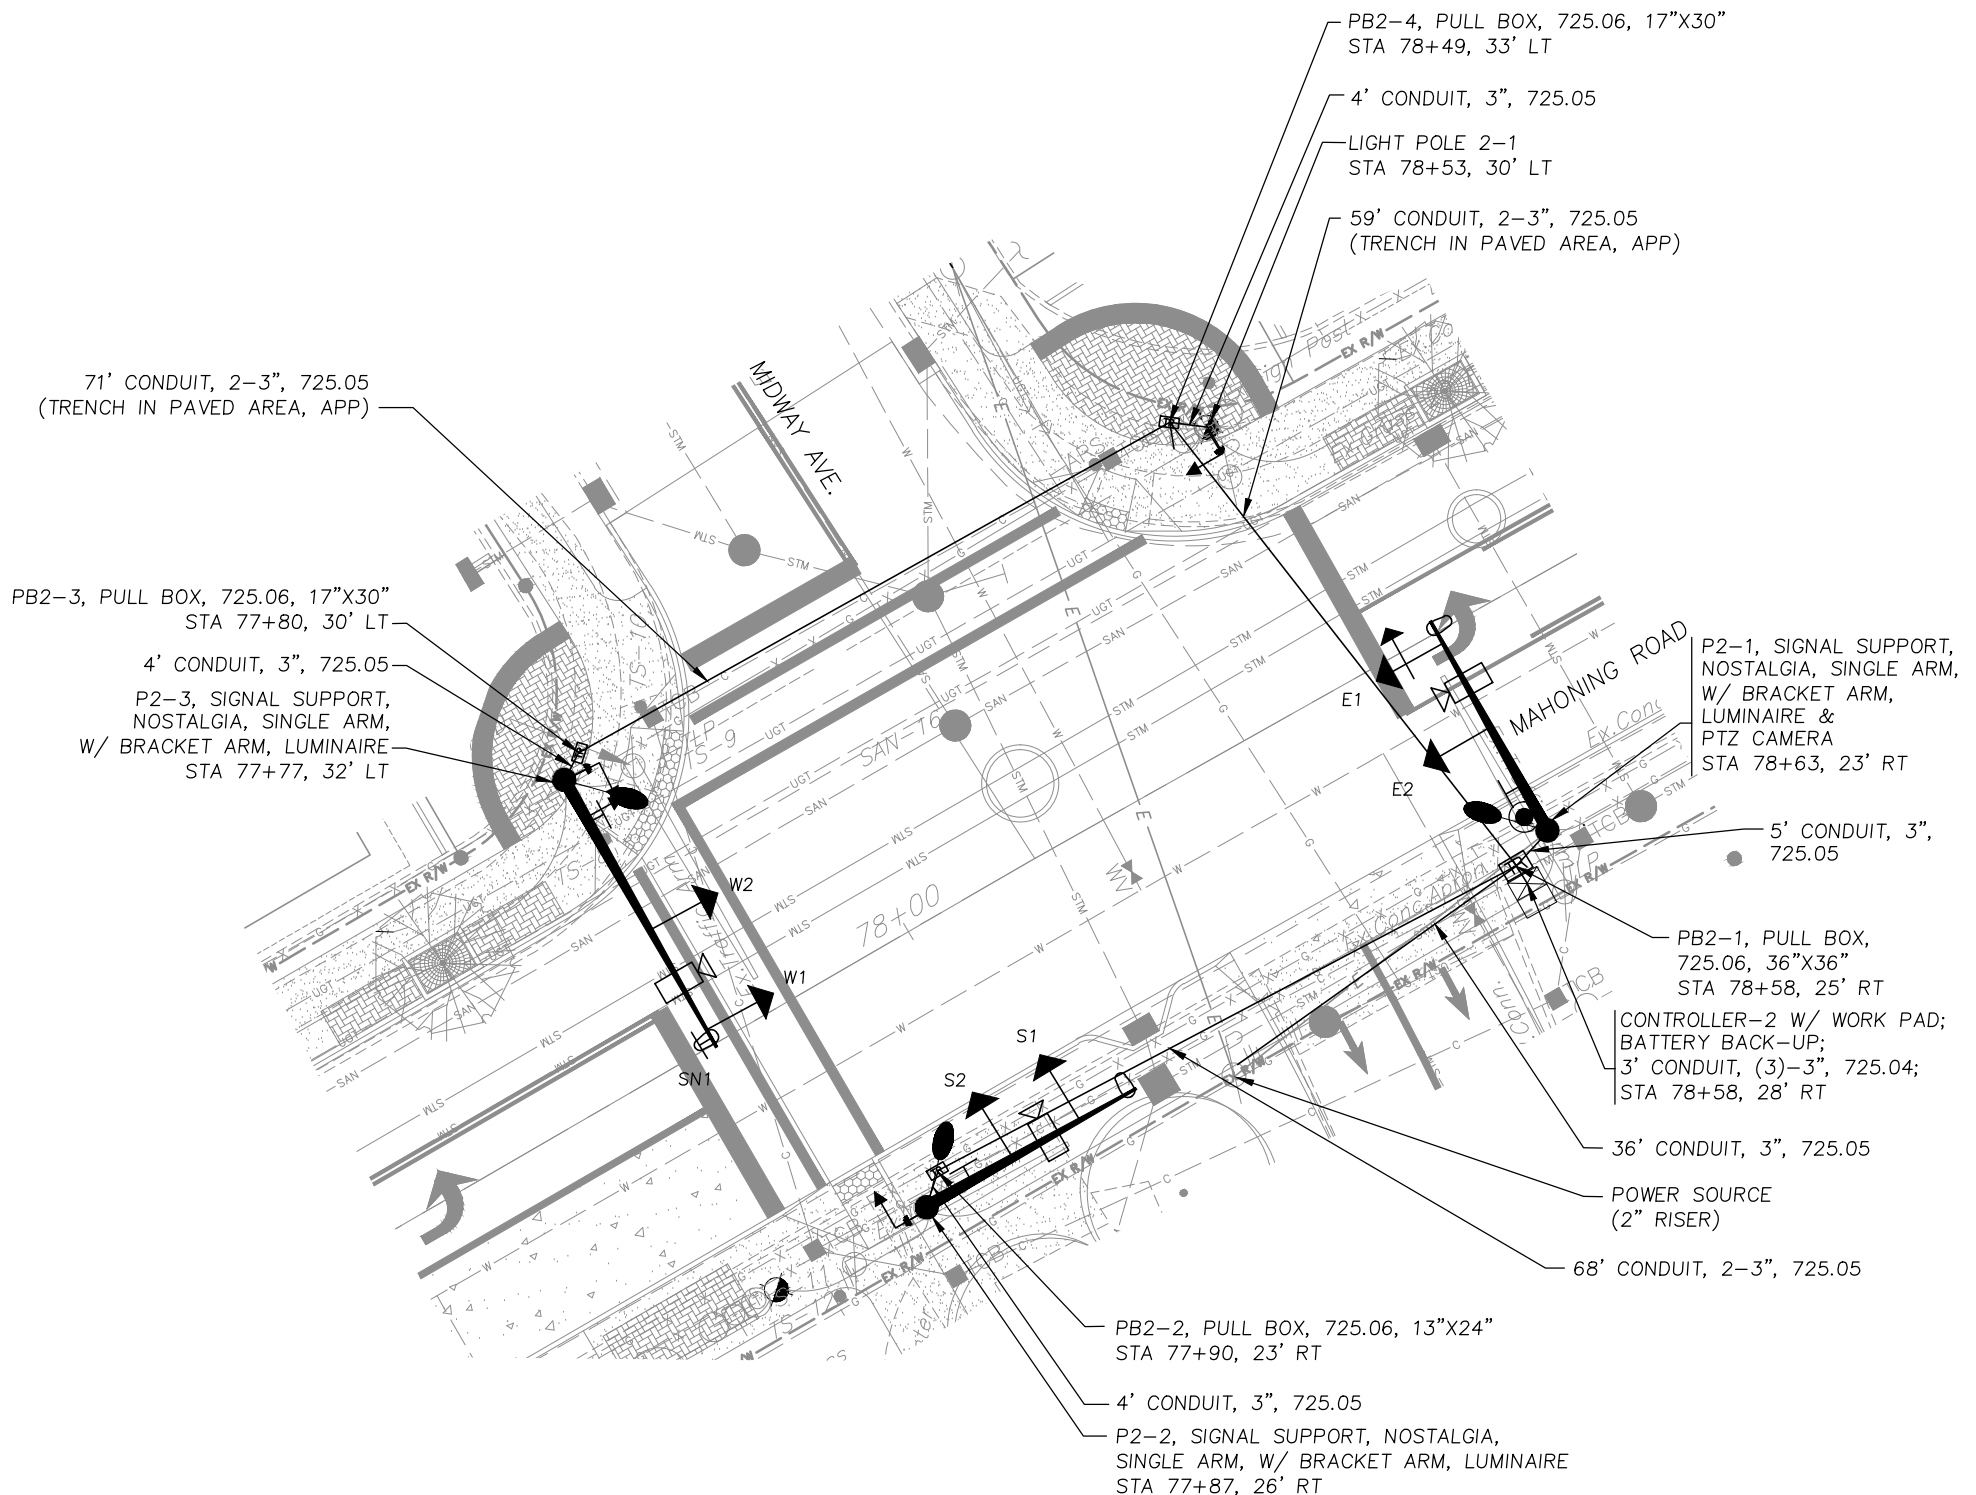 PB2-4, PULL BOX, 725.06, 17"X30"
STA 78+49, 33' LT
4' CONDUIT, 3", 725.05
LIGHT POLE 2-1
STA 78+53, 30' LT
59' CONDUIT, 2-3", 725.05
(TRENCH IN PAVED AREA, APP)
71' CONDUIT, 2-3", 725.05
(TRENCH IN PAVED AREA, APP)
MIDWAY AVE.
PB2-3, PULL BOX, 725.06, 17"X30"
STA 77+80, 30' LT
4' CONDUIT, 3", 725.05
P2-3, SIGNAL SUPPORT,
NOSTALGIA, SINGLE ARM,
W/ BRACKET ARM, LUMINAIRE
STA 77+77, 32' LT
MAHONING ROAD
P2-1, SIGNAL SUPPORT,
NOSTALGIA, SINGLE ARM,
W/ BRACKET ARM,
LUMINAIRE &
PTZ CAMERA
STA 78+63, 23' RT
5' CONDUIT, 3",
725.05
E1
E2
W2
W1
SN1
S1
S2
78+00
SAN-16
TS-9
EX R/W
EX R/W
EX R/W
EX R/W
EX R/W
EX R/W
PB2-1, PULL BOX,
725.06, 36"X36"
STA 78+58, 25' RT
CONTROLLER-2 W/ WORK PAD;
BATTERY BACK-UP;
3' CONDUIT, (3)-3", 725.04;
STA 78+58, 28' RT
36' CONDUIT, 3", 725.05
POWER SOURCE
(2" RISER)
68' CONDUIT, 2-3", 725.05
PB2-2, PULL BOX, 725.06, 13"X24"
STA 77+90, 23' RT
4' CONDUIT, 3", 725.05
P2-2, SIGNAL SUPPORT, NOSTALGIA,
SINGLE ARM, W/ BRACKET ARM, LUMINAIRE
STA 77+87, 26' RT